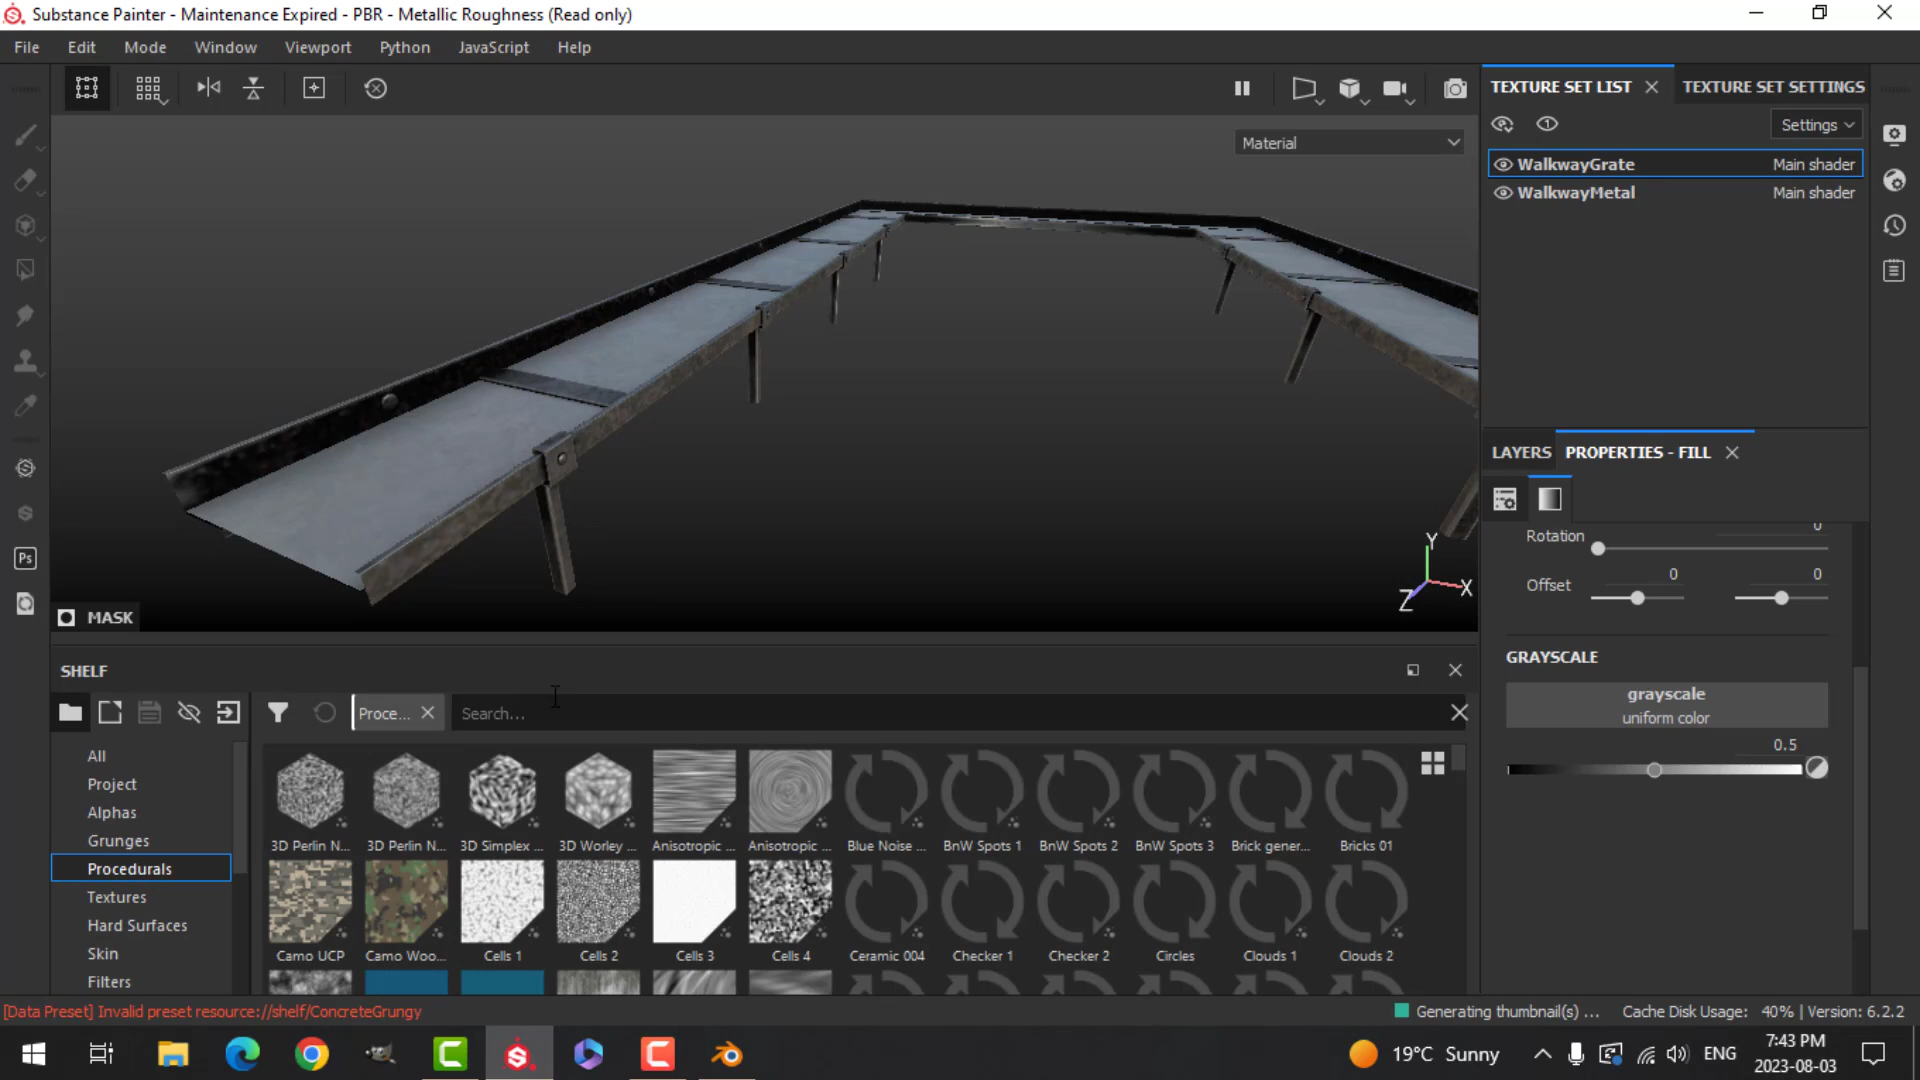 Substance Painter - Maintenance Expired - PBR - Metallic Roughness (Read only)
File Edit Mode Window Viewport Python JavaScript Help
TEXTURE SET LIST TEXTURE SET SETTINGS
Material
1
Settings
WalkwayGrate Main shader
WalkwayMetal Main shader
LAYERS PROPERTIES - FILL
Rotation 0
Offset 0 0
GRAYSCALE
grayscale
uniform color
0.5
Y
X
Z
MASK
Ps
SHELF
Proce... Search...
All
Project
Alphas
Grunges
Procedurals
Textures
Hard Surfaces
Skin
Filters
3D Perlin N... 3D Perlin N... 3D Simplex ... 3D Worley ... Anisotropic ... Anisotropic ... Blue Noise ... BnW Spots 1 BnW Spots 2 BnW Spots 3 Brick gener... Bricks 01
Camo UCP Camo Woo... Cells 1 Cells 2 Cells 3 Cells 4 Ceramic 004 Checker 1 Checker 2 Circles Clouds 1 Clouds 2
[Data Preset] Invalid preset resource://shelf/ConcreteGrungy
Generating thumbnail(s) ... Cache Disk Usage: 40% | Version: 6.2.2
19°C Sunny
ENG
7:43 PM
2023-08-03